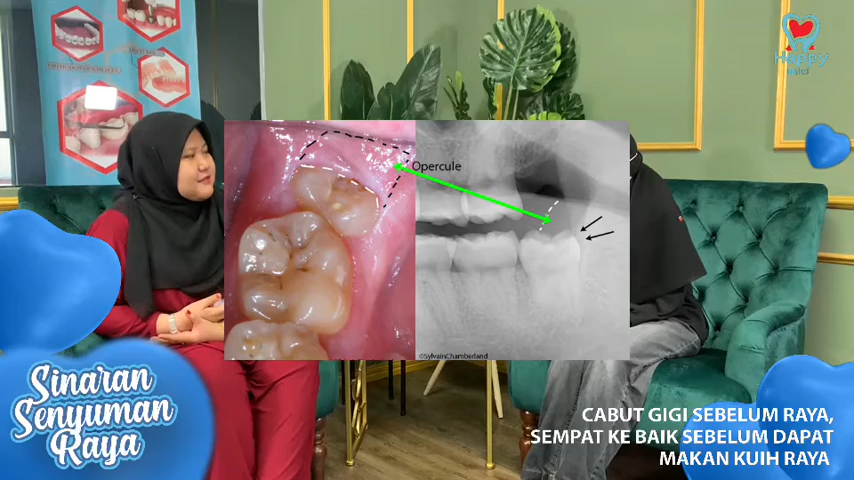 Happy
Opercule
©SylvainChamberland
Sinaran
Senyuman
Raya
CABUT GIGI SEBELUM RAYA,
SEMPAT KE BAIK SEBELUM DAPAT
MAKAN KUIH RAYA